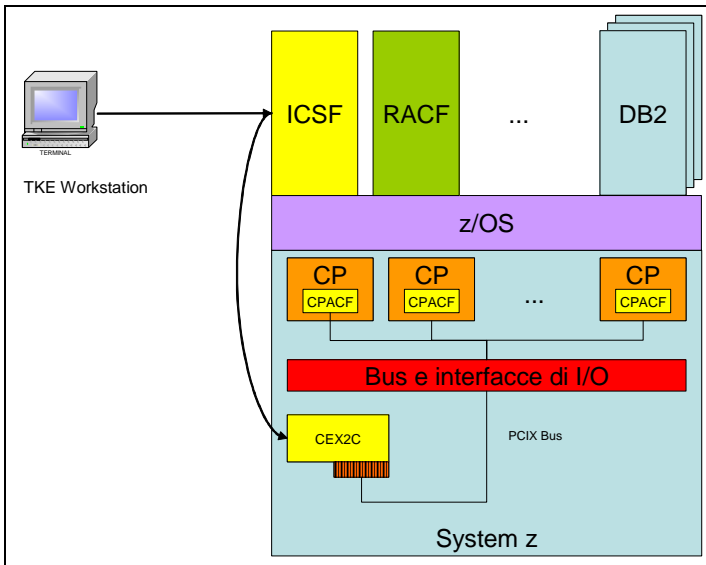 ICSF
RACF
...
DB2
TERMINAL
TKE Workstation
z/OS
CP
CPACF
CP
CPACF
...
CP
CPACF
Bus e interfacce di I/O
CEX2C
PCIX Bus
System z